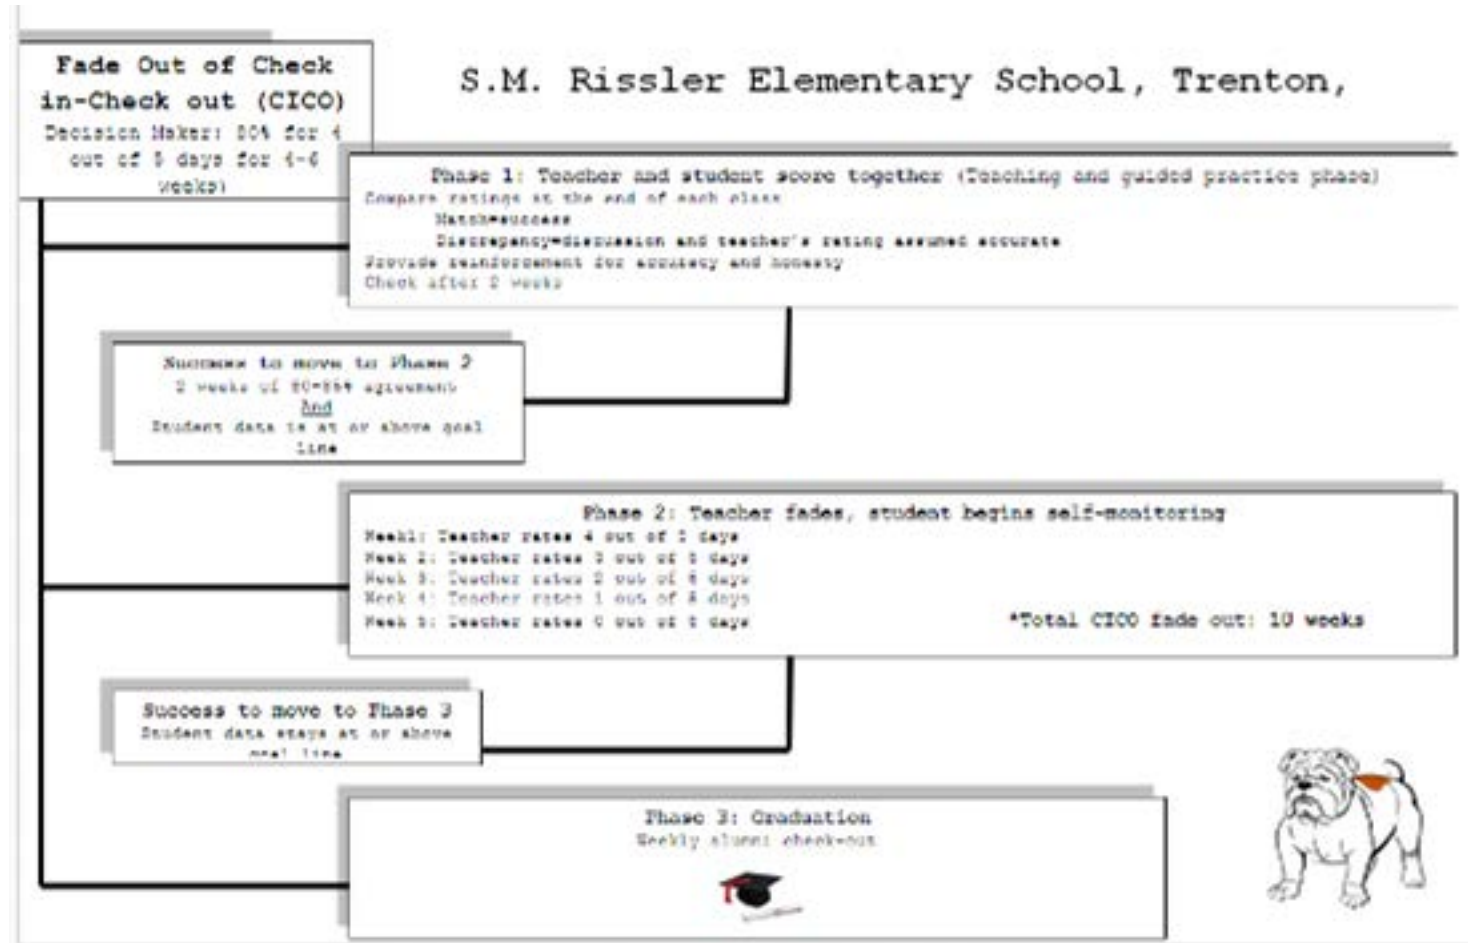 Fade Out of Check
in-Check out (CICO)
Decision Maker: 80% for 4
out of 5 days for 4-6
weeks)
S.M. Rissler Elementary School, Trenton,
Phase 1: Teacher and student score together (Teaching and guided practice phase)
Compare ratings at the end of each class
Match=success
Discrepancy=discussion and teacher's rating assumed accurate
Provide reinforcement for accuracy and honesty
Check after 2 weeks
Success to move to Phase 2
2 weeks of agreement
And
Student data is at or above goal
line
Phase 2: Teacher fades, student begins self-monitoring
Week1: Teacher rates 4 out of 5 days
Week 2: Teacher rates 3 out of 5 days
Week 3: Teacher rates 2 out of 5 days
Week 4: Teacher rates 1 out of 5 days
Week 5: Teacher rates 0 out of 5 days
*Total CICO fade out: 10 weeks
Success to move to Phase 3
Student data stays at or above
goal line
Phase 3: Graduation
Weekly alumni check-out